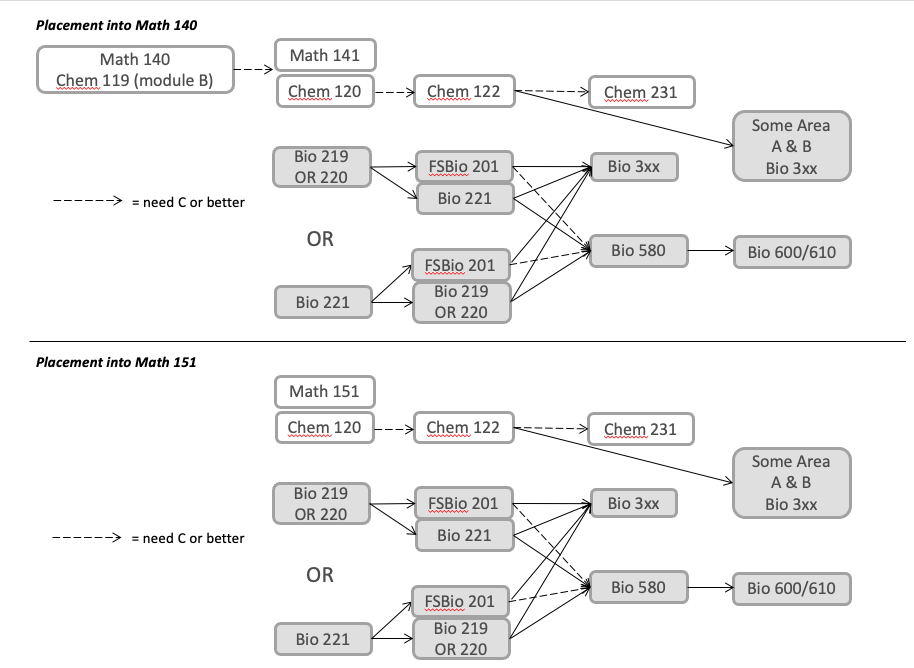 Placement into Math 140
Math 140
Chem 119 (module B)
Math 141
Chem 120
Chem 122
Chem 231
Some Area
A & B
Bio 3xx
Bio 219
OR 220
FSBio 201
Bio 221
Bio 3xx
= need C or better
OR
Bio 580
Bio 600/610
FSBio 201
Bio 221
Bio 219
OR 220
Placement into Math 151
Math 151
Chem 120
Chem 122
Chem 231
Some Area
A & B
Bio 3xx
Bio 219
OR 220
FSBio 201
Bio 221
Bio 3xx
= need C or better
OR
Bio 580
Bio 600/610
FSBio 201
Bio 221
Bio 219
OR 220